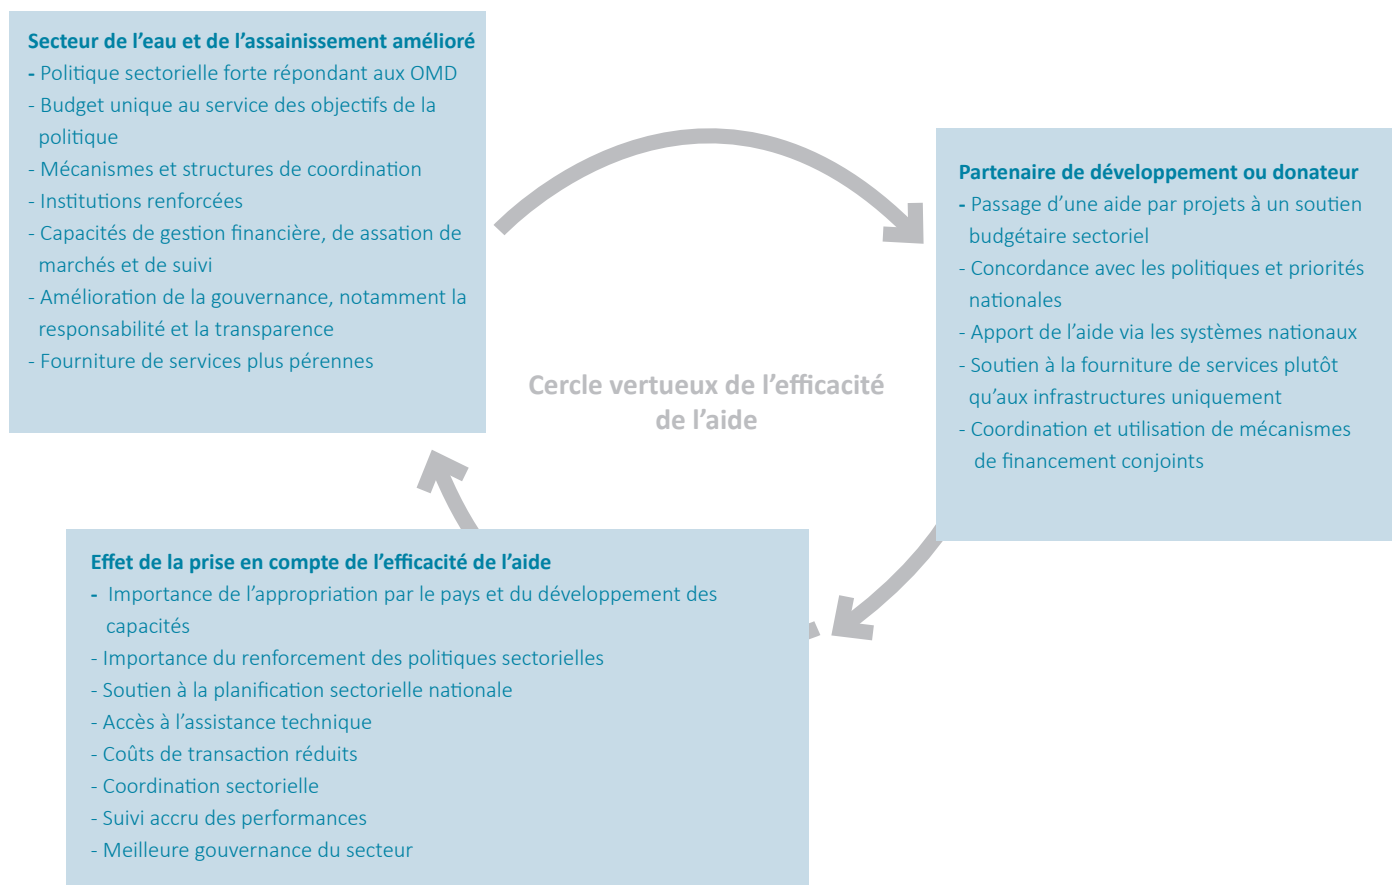 Secteur de l’eau et de l’assainissement amélioré
- Politique sectorielle forte répondant aux OMD
- Budget unique au service des objectifs de la
politique
- Mécanismes et structures de coordination
- Institutions renforcées
- Capacités de gestion financière, de assation de
marchés et de suivi
- Amélioration de la gouvernance, notamment la
responsabilité et la transparence
- Fourniture de services plus pérennes
Partenaire de développement ou donateur
- Passage d’une aide par projets à un soutien
budgétaire sectoriel
- Concordance avec les politiques et priorités
nationales
- Apport de l’aide via les systèmes nationaux
- Soutien à la fourniture de services plutôt
qu’aux infrastructures uniquement
- Coordination et utilisation de mécanismes
de financement conjoints
Cercle vertueux de l’efficacité
de l’aide
Effet de la prise en compte de l’efficacité de l’aide
- Importance de l’appropriation par le pays et du développement des
capacités
- Importance du renforcement des politiques sectorielles
- Soutien à la planification sectorielle nationale
- Accès à l’assistance technique
- Coûts de transaction réduits
- Coordination sectorielle
- Suivi accru des performances
- Meilleure gouvernance du secteur